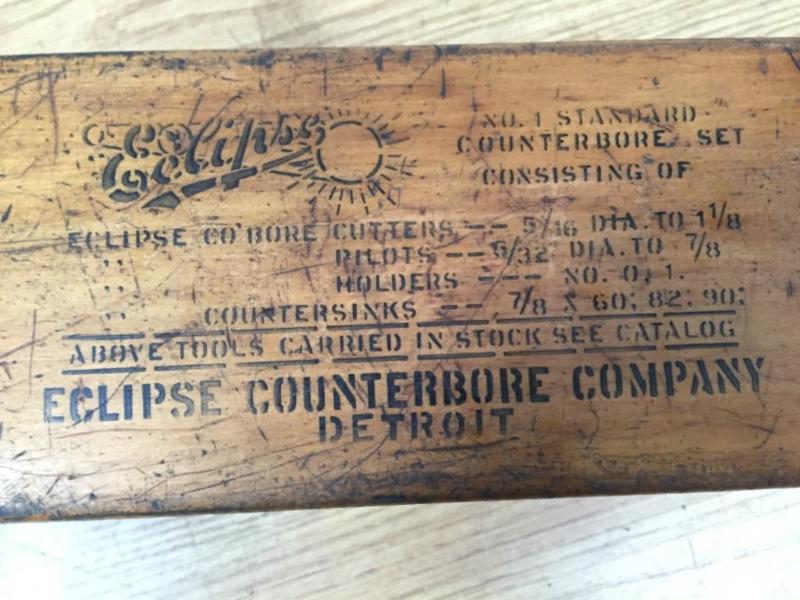 Eclipse
NO. 1 STANDARD
COUNTERBORE SET
CONSISTING OF
ECLIPSE CO'BORE CUTTERS -- 5/16 DIA. TO 1 1/8
" PILOTS -- 5/32 DIA. TO 7/8
" HOLDERS --- NO. 0, 1.
" COUNTERSINKS -- 7/8 X 60; 82; 90;
ABOVE TOOLS CARRIED IN STOCK SEE CATALOG
ECLIPSE COUNTERBORE COMPANY
DETROIT